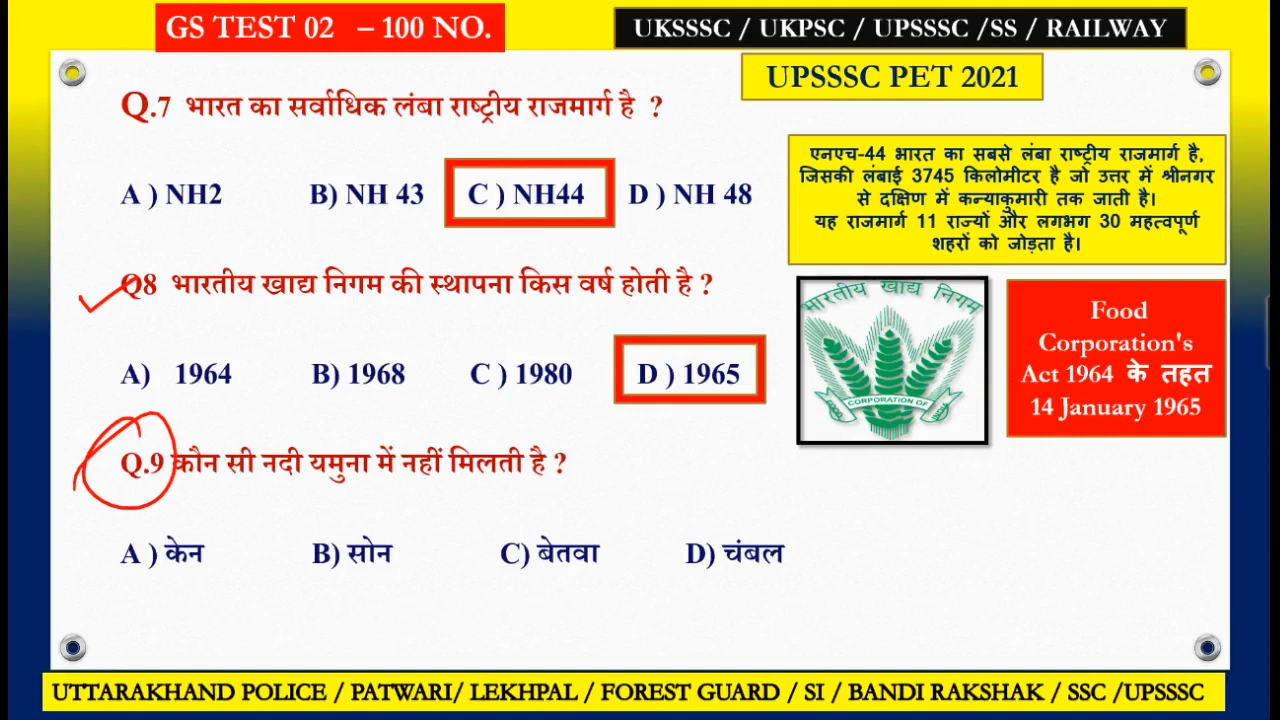 GS TEST 02 – 100 NO.
UKSSSC / UKPSC / UPSSSC /SS / RAILWAY
UPSSSC PET 2021
Q.7 भारत का सर्वाधिक लंबा राष्ट्रीय राजमार्ग है ?
A ) NH2 B) NH 43 C ) NH44 D ) NH 48
एनएच-44 भारत का सबसे लंबा राष्ट्रीय राजमार्ग है,
जिसकी लंबाई 3745 किलोमीटर है जो उत्तर में श्रीनगर
से दक्षिण में कन्याकुमारी तक जाती है।
यह राजमार्ग 11 राज्यों और लगभग 30 महत्वपूर्ण
शहरों को जोड़ता है।
Q8 भारतीय खाद्य निगम की स्थापना किस वर्ष होती है ?
A) 1964 B) 1968 C ) 1980 D ) 1965
भारतीय खाद्य निगम
CORPORATION OF
Food
Corporation's
Act 1964 के तहत
14 January 1965
Q.9 कौन सी नदी यमुना में नहीं मिलती है ?
A ) केन B) सोन C) बेतवा D) चंबल
UTTARAKHAND POLICE / PATWARI/ LEKHPAL / FOREST GUARD / SI / BANDI RAKSHAK / SSC /UPSSSC